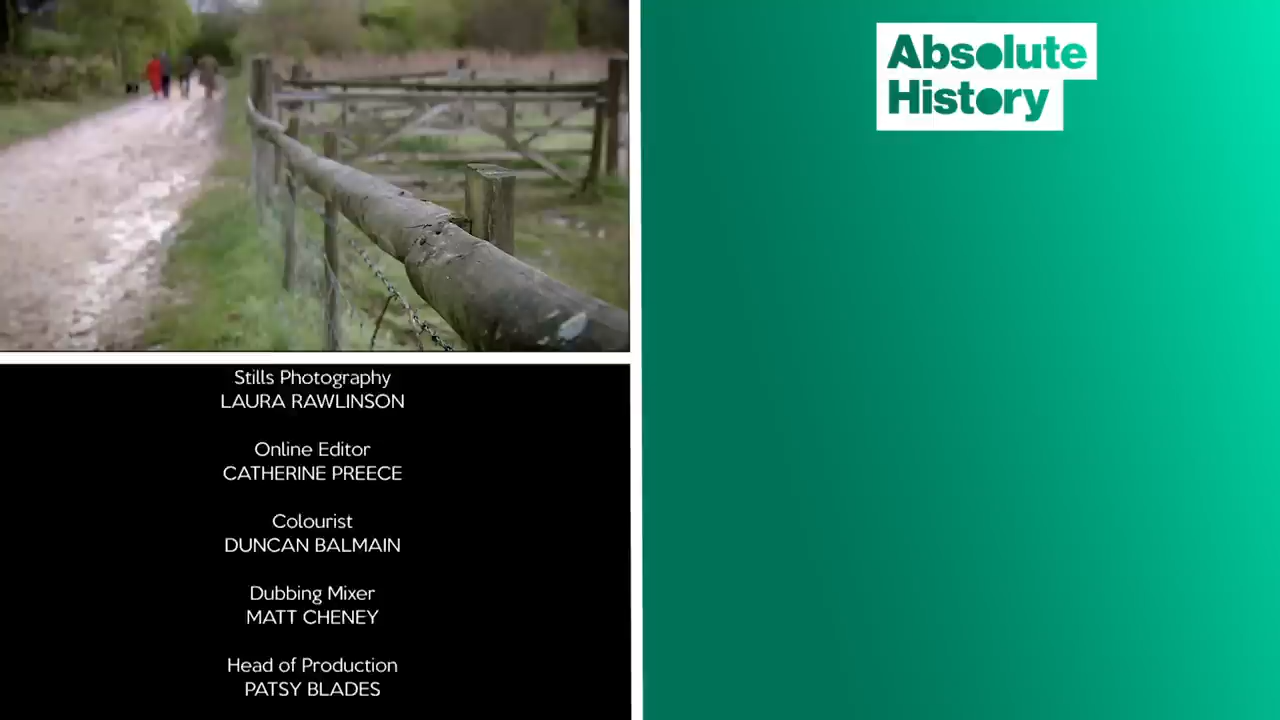 Absolute
History
Stills Photography
LAURA RAWLINSON
Online Editor
CATHERINE PREECE
Colourist
DUNCAN BALMAIN
Dubbing Mixer
MATT CHENEY
Head of Production
PATSY BLADES